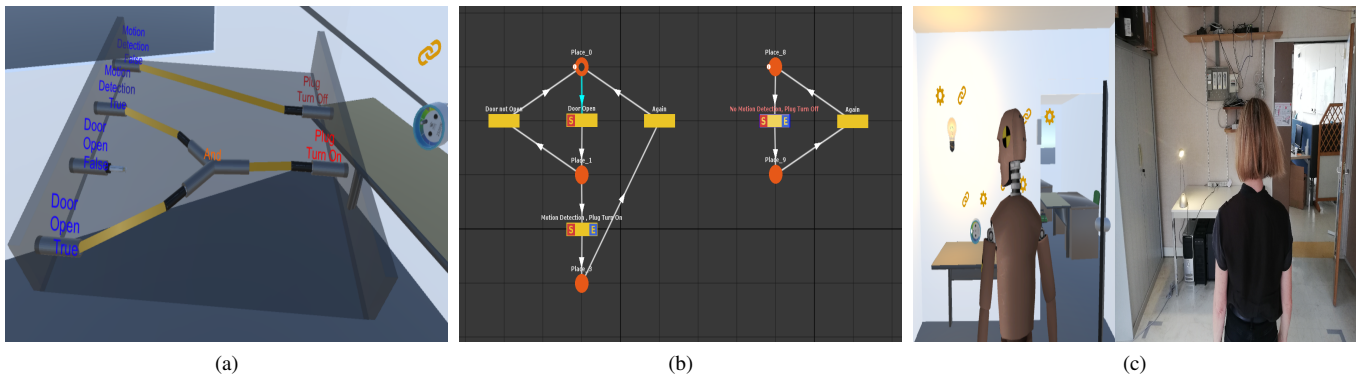 Motion
Detection
False
Motion
Detection
True
Door
Open
False
Door
Open
True
And
Plug
Turn Off
Plug
Turn On
(a)
Place_0
Door not Open
Door Open
S
Again
Place_1
Motion Detection , Plug Turn On
S E
Place_3
Place_8
No Motion Detection, Plug Turn Off
S E
Again
Place_9
(b)
(c)